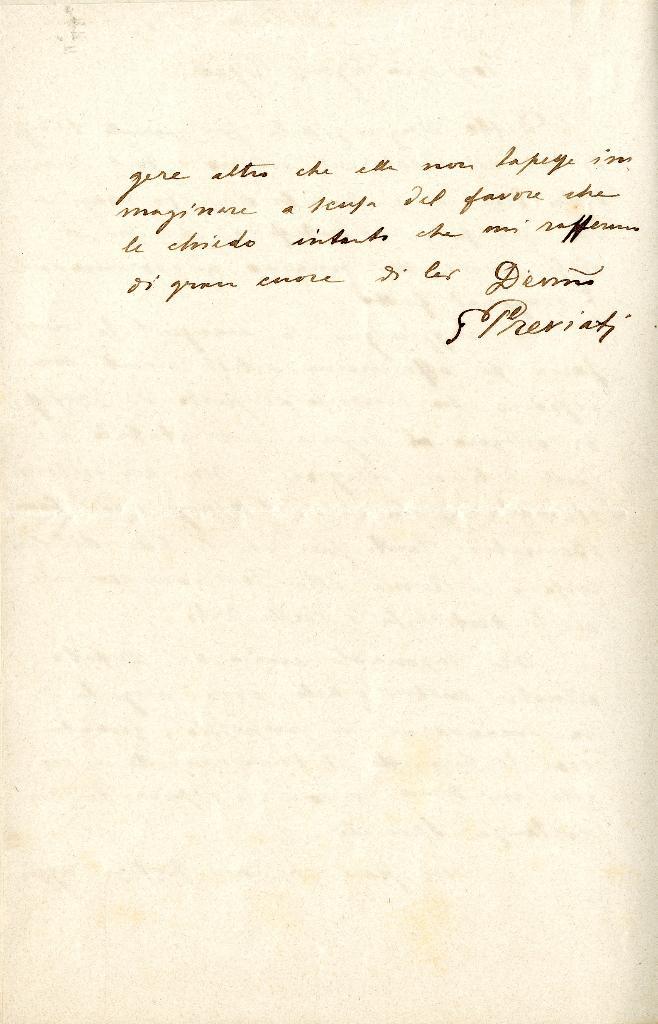 gere altro che ella non sapesse im
maginare a scusa del favore che
le chiedo intanto che mi raffermo
di gran cuore di lei Devmo
G Previati